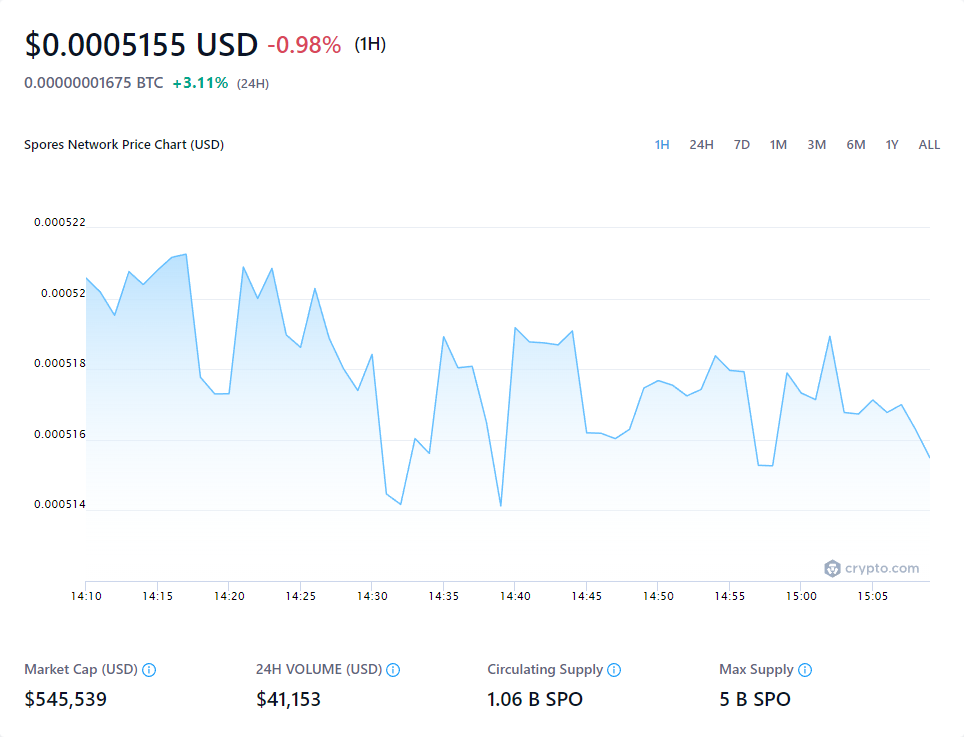 $0.0005155 USD -0.98% (1H)
0.00000001675 BTC +3.11% (24H)
Spores Network Price Chart (USD) 1H 24H 7D 1M 3M 6M 1Y ALL
0.000522
0.00052
0.000518
0.000516
0.000514
crypto.com
14:10 14:15 14:20 14:25 14:30 14:35 14:40 14:45 14:50 14:55 15:00 15:05
Market Cap (USD) 24H VOLUME (USD) Circulating Supply Max Supply
$545,539 $41,153 1.06 B SPO 5 B SPO